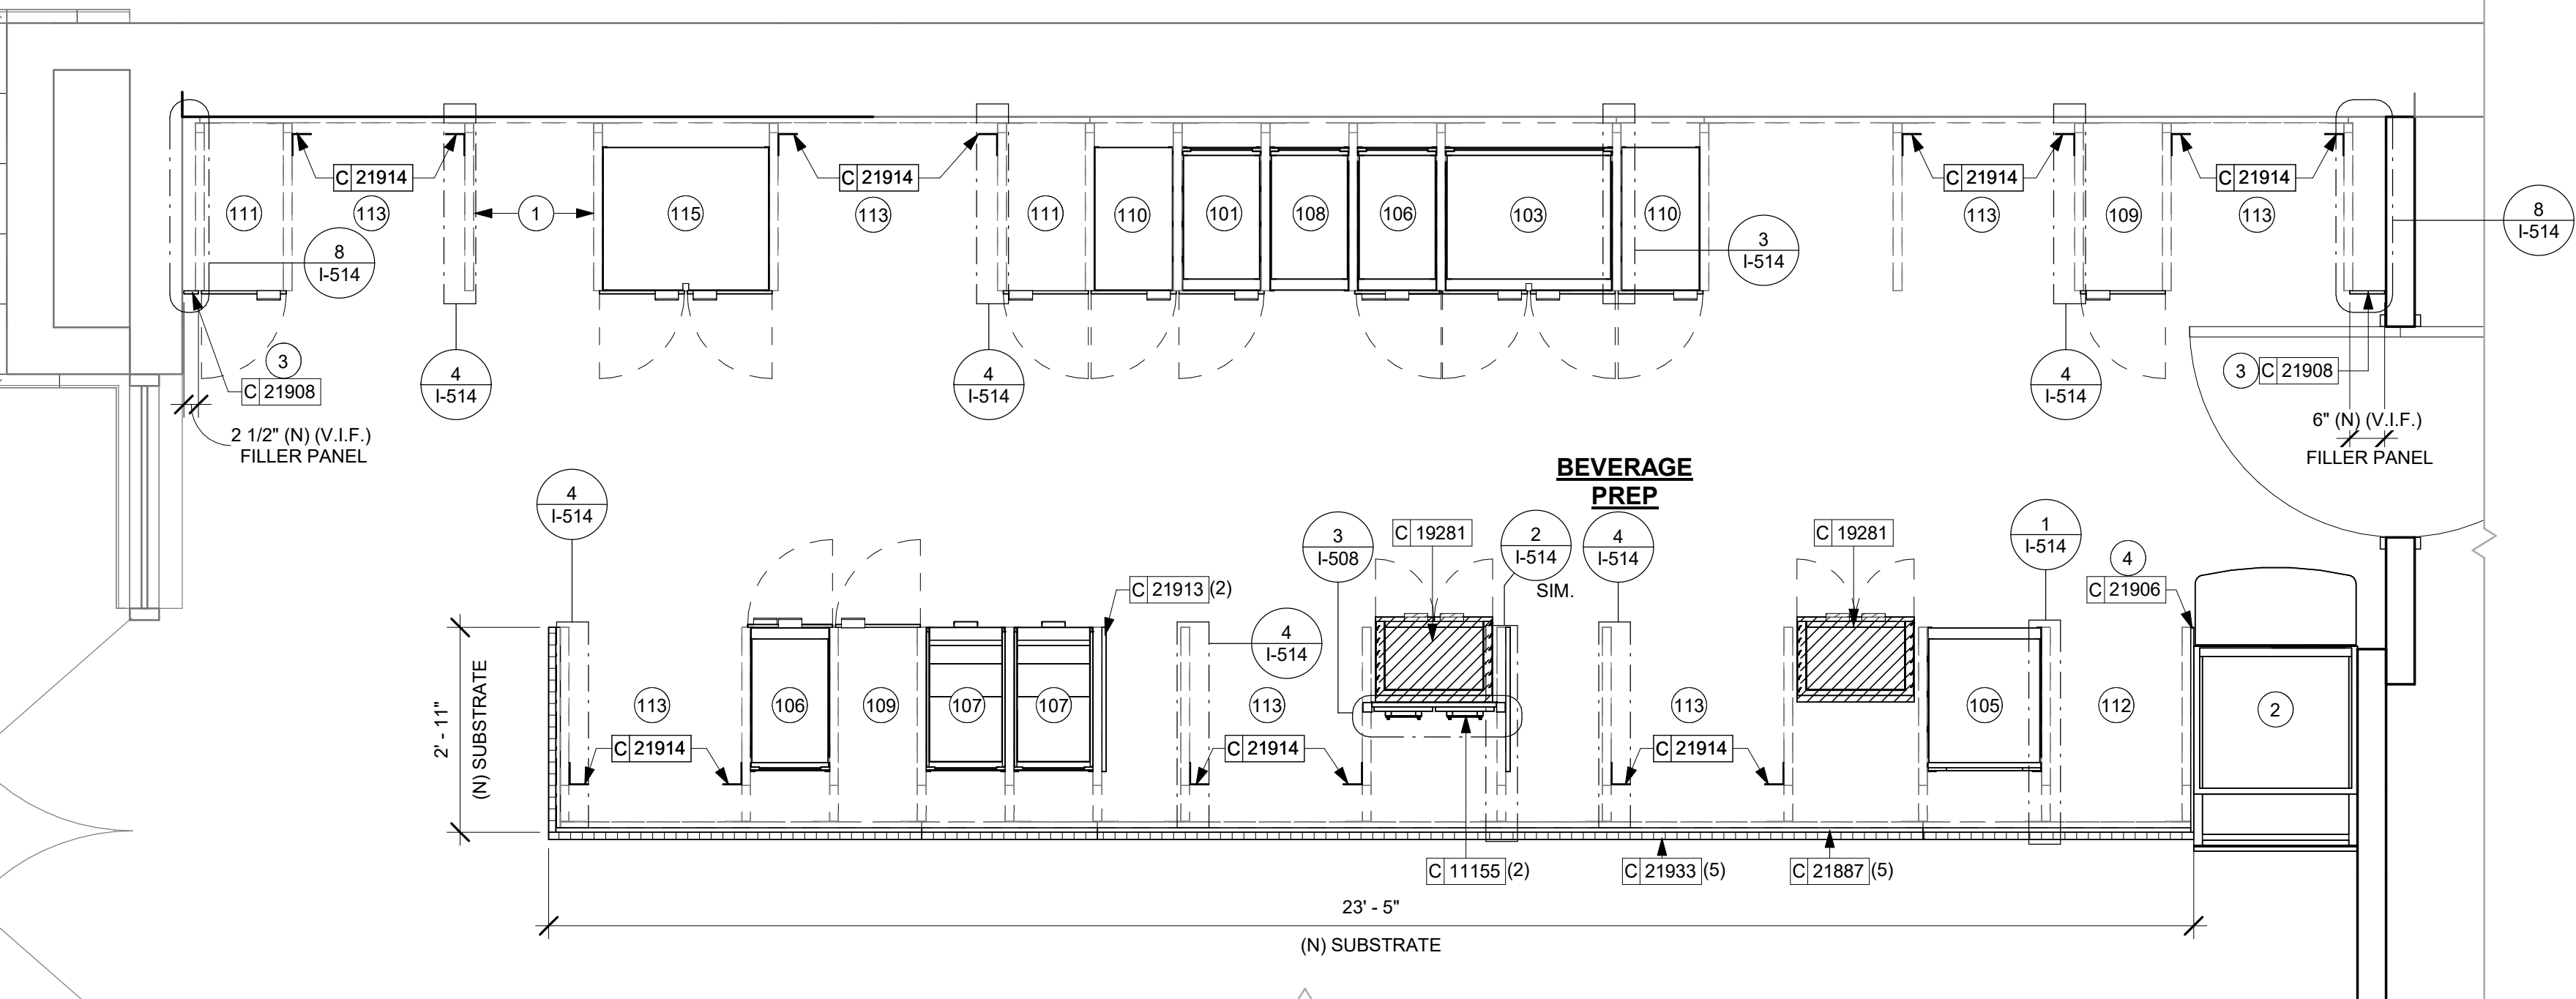 C 21914
C 21914
C 21914
C 21914
111
113
1
115
113
111
110
101
108
106
103
110
113
109
113
8
I-514
3
I-514
8
I-514
3
C 21908
4
I-514
4
I-514
4
I-514
3 C 21908
2 1/2" (N) (V.I.F.)
FILLER PANEL
6" (N) (V.I.F.)
FILLER PANEL
BEVERAGE
PREP
4
I-514
3
I-508
C 19281
2
I-514
SIM.
4
I-514
C 19281
1
I-514
4
C 21906
C 21913 (2)
4
I-514
2' - 11"
(N) SUBSTRATE
113
106
109
107
107
113
113
105
112
2
C 21914
C 21914
C 21914
C 11155 (2)
C 21933 (5)
C 21887 (5)
23' - 5"
(N) SUBSTRATE